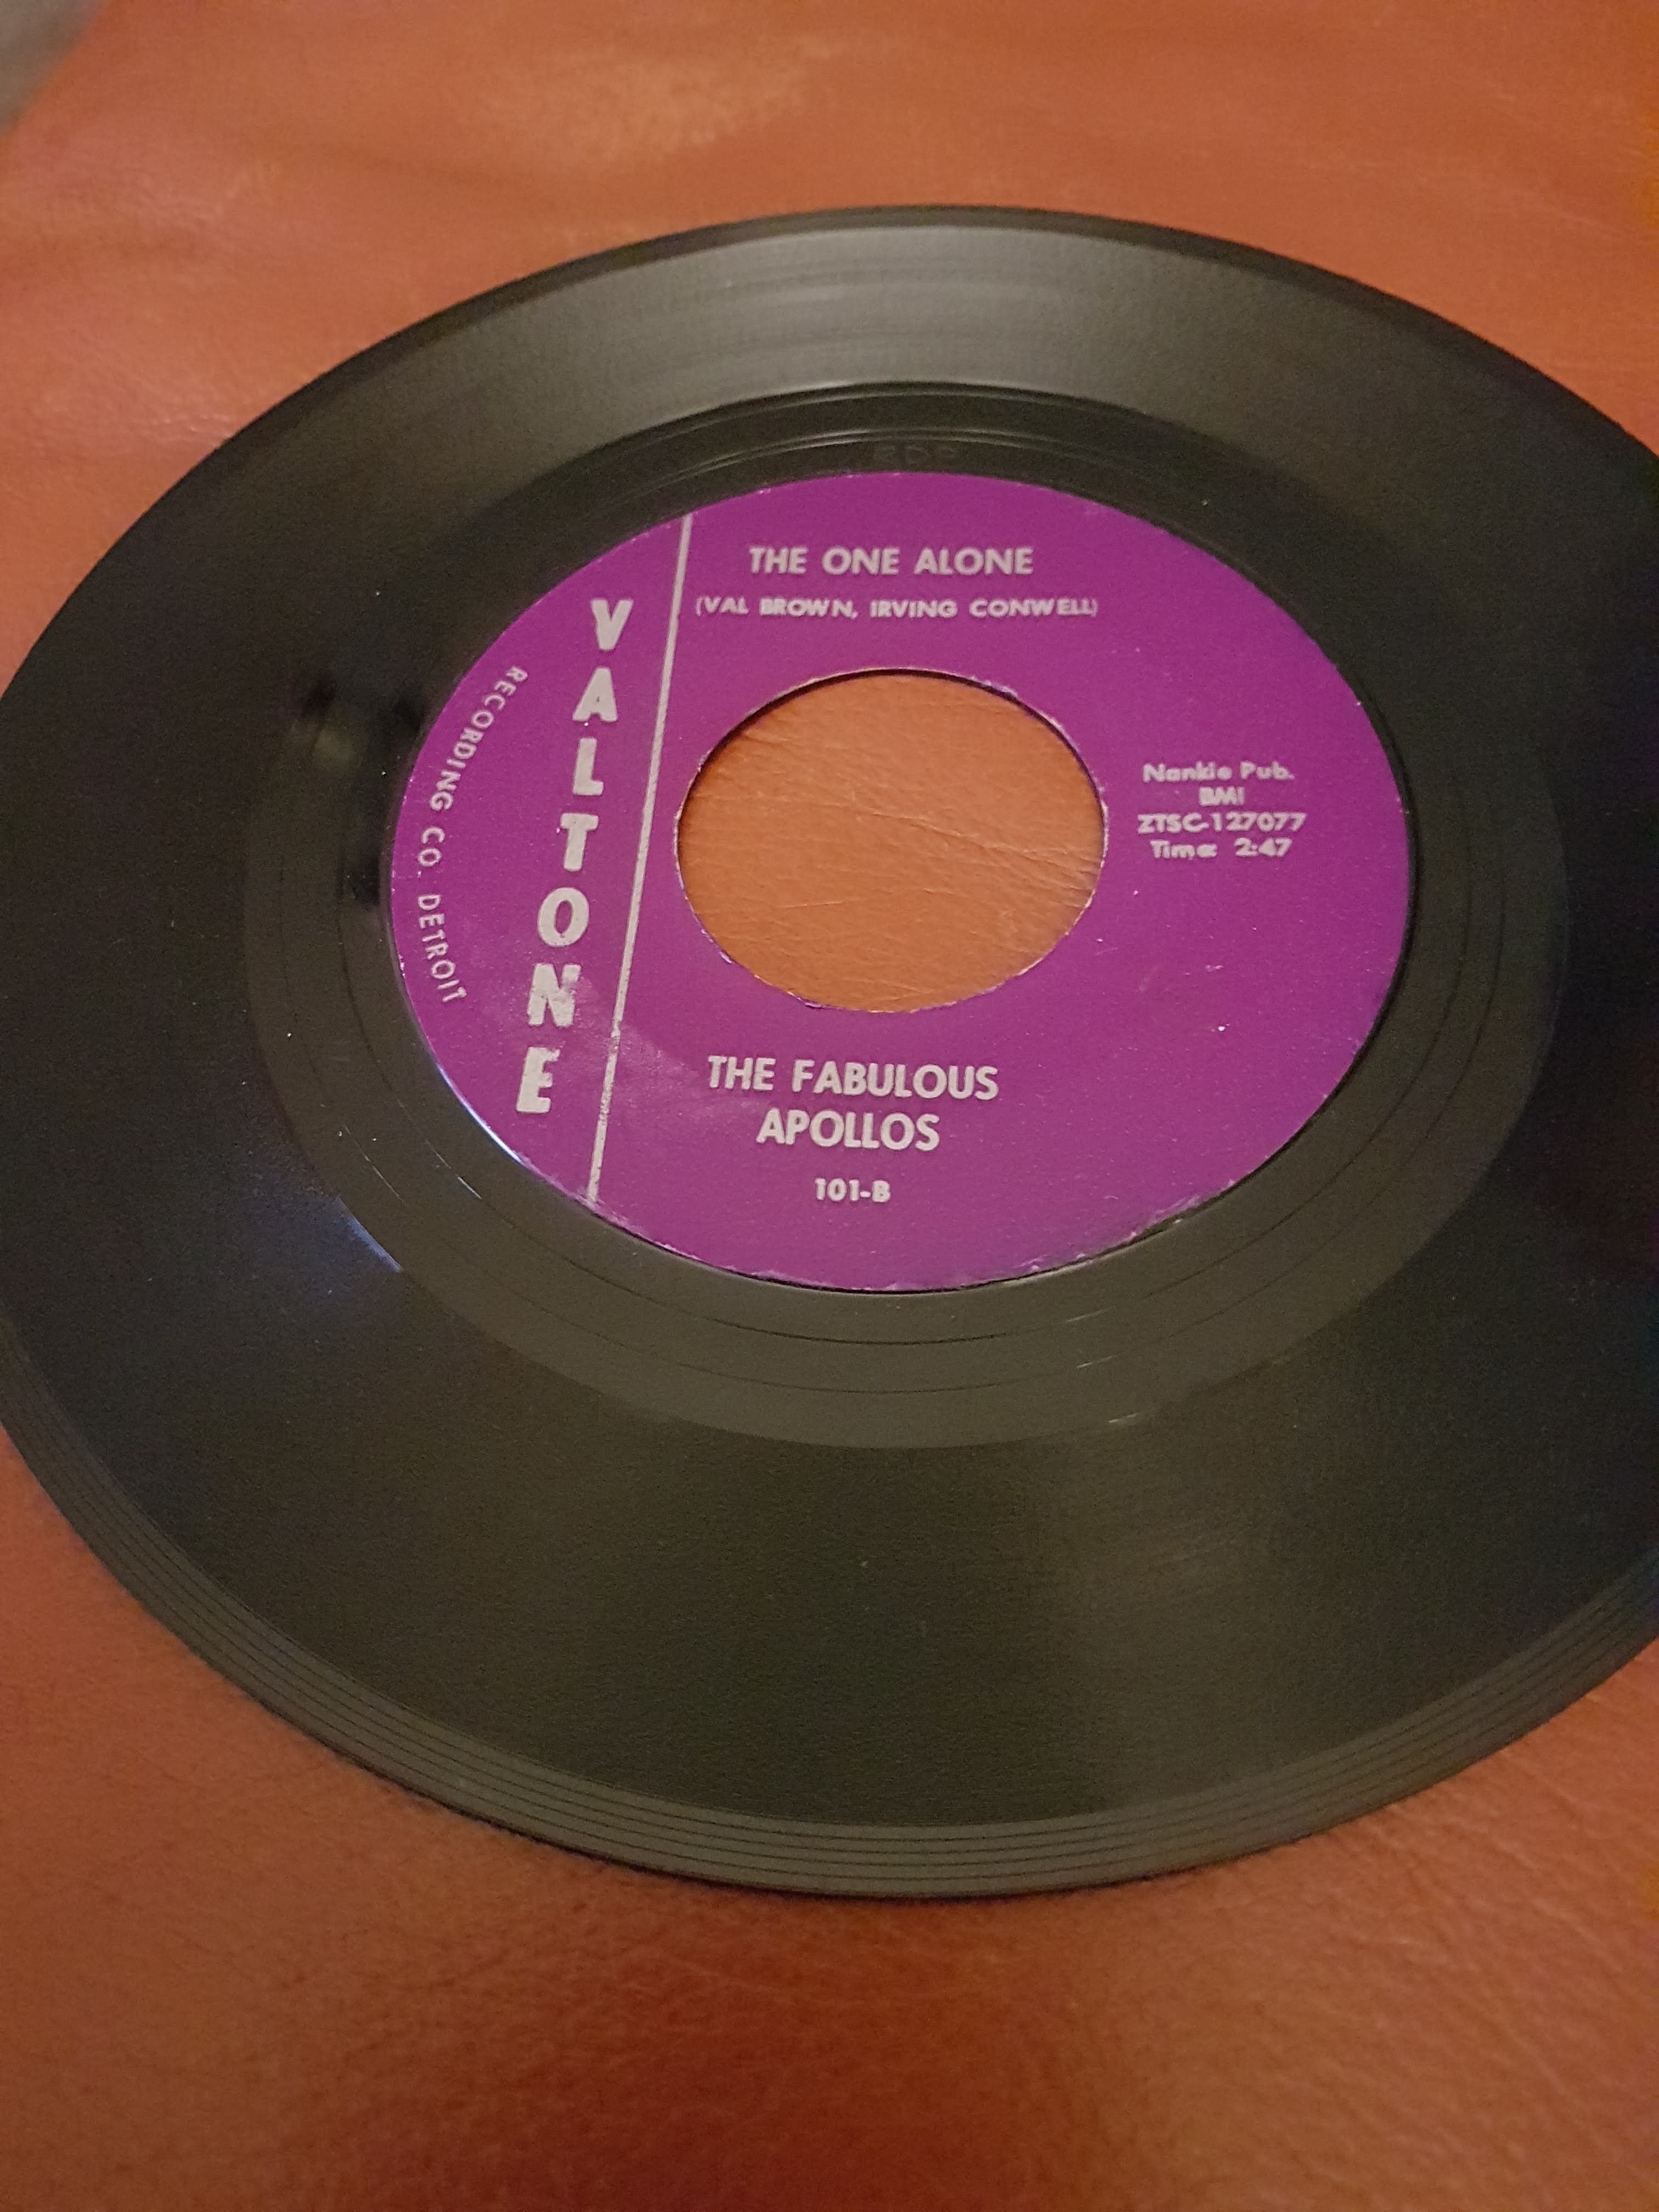 THE ONE ALONE
(VAL BROWN, IRVING CONWELL)
VALTONE
RECORDING CO. DETROIT
Nankie Pub.
BMI
ZTSC-127077
Time: 2:47
THE FABULOUS
APOLLOS
101-B